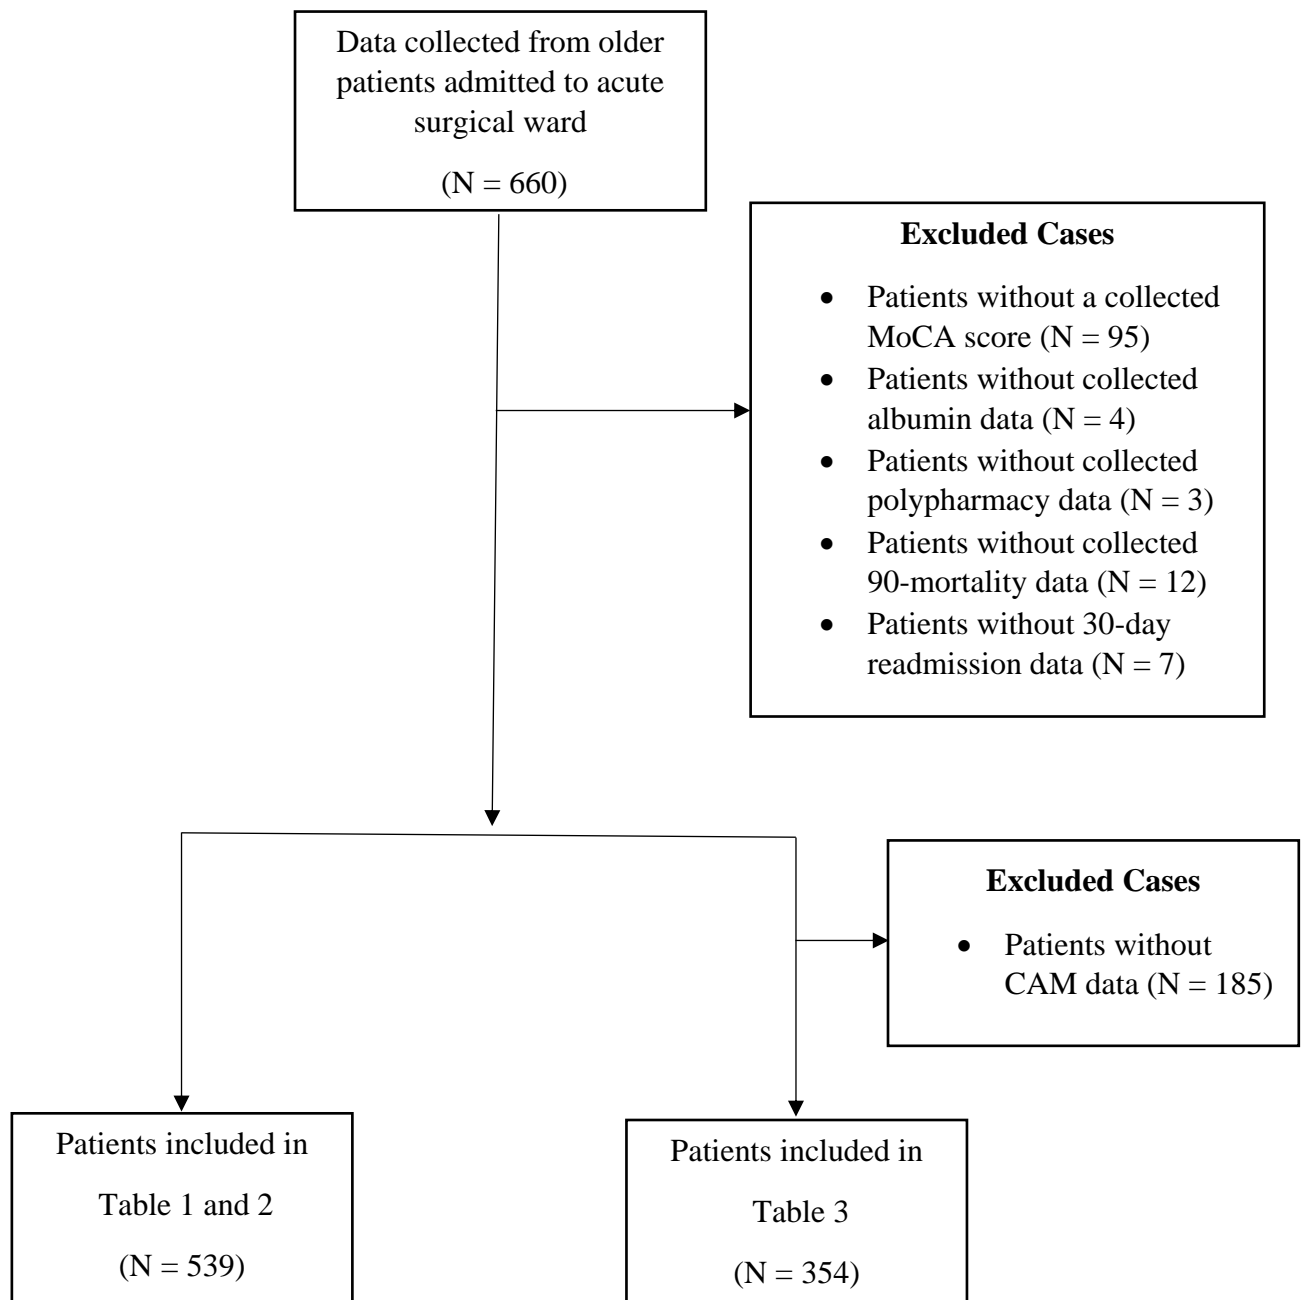 Data collected from older
patients admitted to acute
surgical ward
(N = 660)
Excluded Cases
• Patients without a collected
MoCA score (N = 95)
• Patients without collected
albumin data (N = 4)
• Patients without collected
polypharmacy data (N = 3)
• Patients without collected
90-mortality data (N = 12)
• Patients without 30-day
readmission data (N = 7)
Excluded Cases
• Patients without
CAM data (N = 185)
Patients included in
Table 1 and 2
(N = 539)
Patients included in
Table 3
(N = 354)